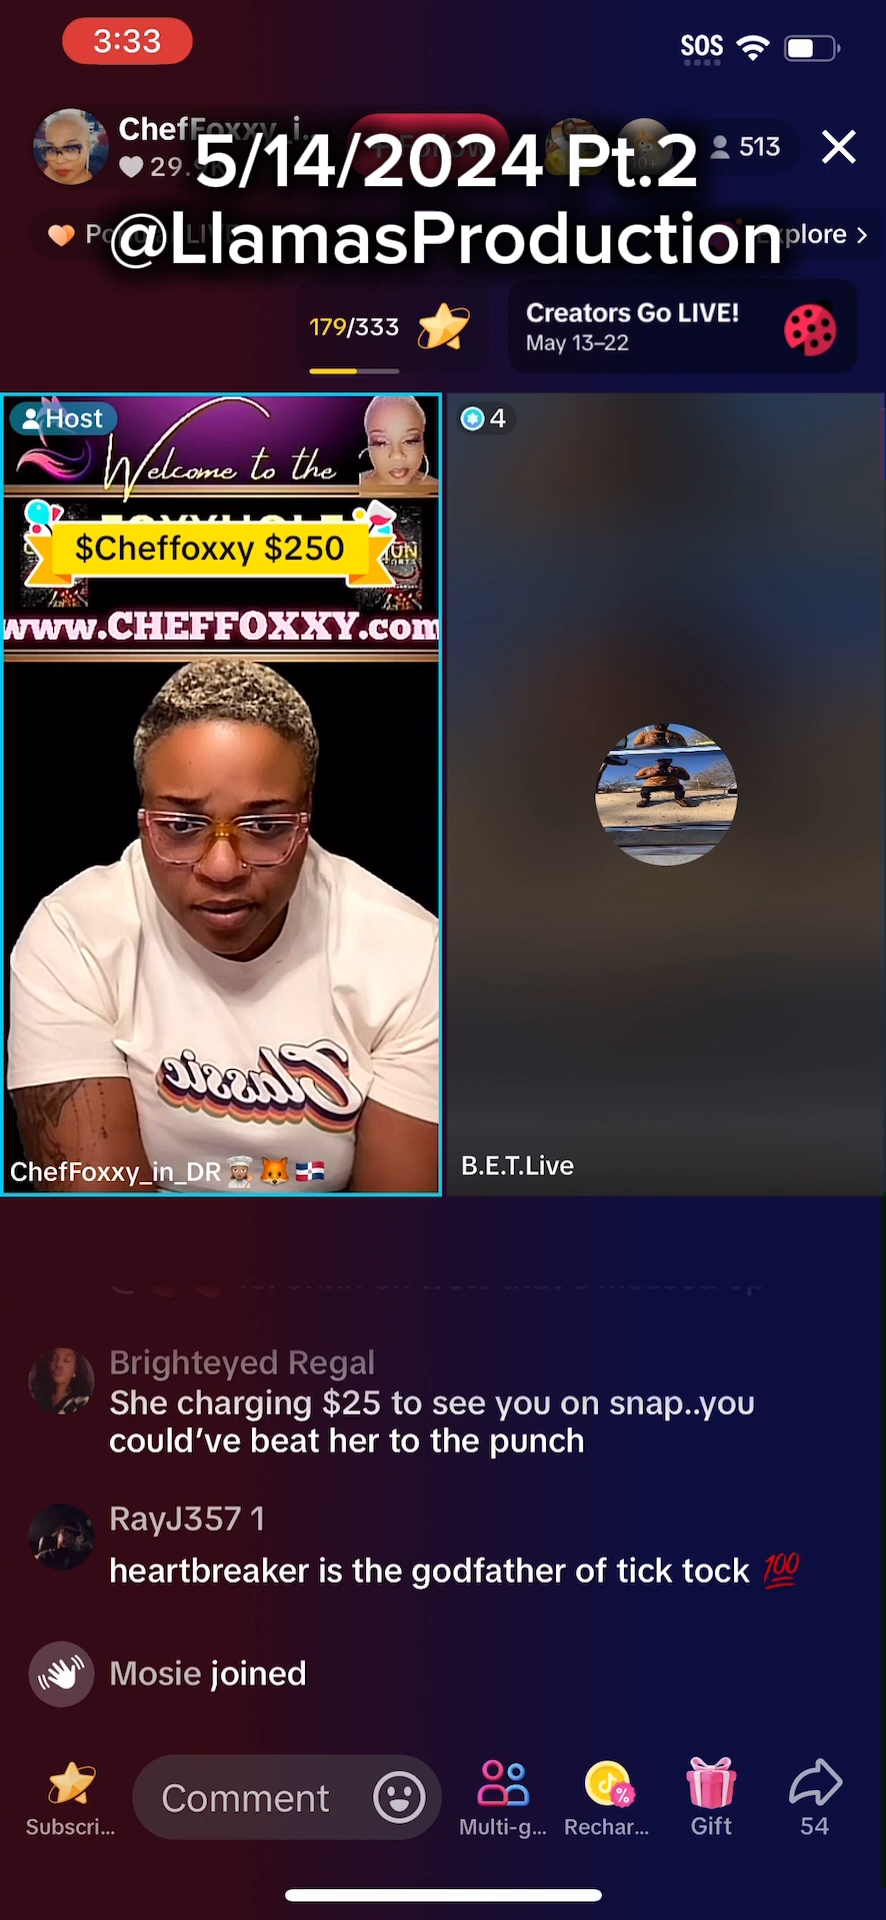 3:33
SOS
ChefFoxxy_i...
29.
513
5/14/2024 Pt.2
@LlamasProduction
Explore >
179/333
Creators Go LIVE!
May 13–22
Host
4
Welcome to the
$Cheffoxxy $250
www.CHEFFOXXY.com
Classic
ChefFoxxy_in_DR
B.E.T.Live
Brighteyed Regal
She charging $25 to see you on snap..you
could've beat her to the punch
RayJ357 1
heartbreaker is the godfather of tick tock 💯
Mosie joined
Comment
Subscri...
Multi-g...
Rechar...
Gift
54